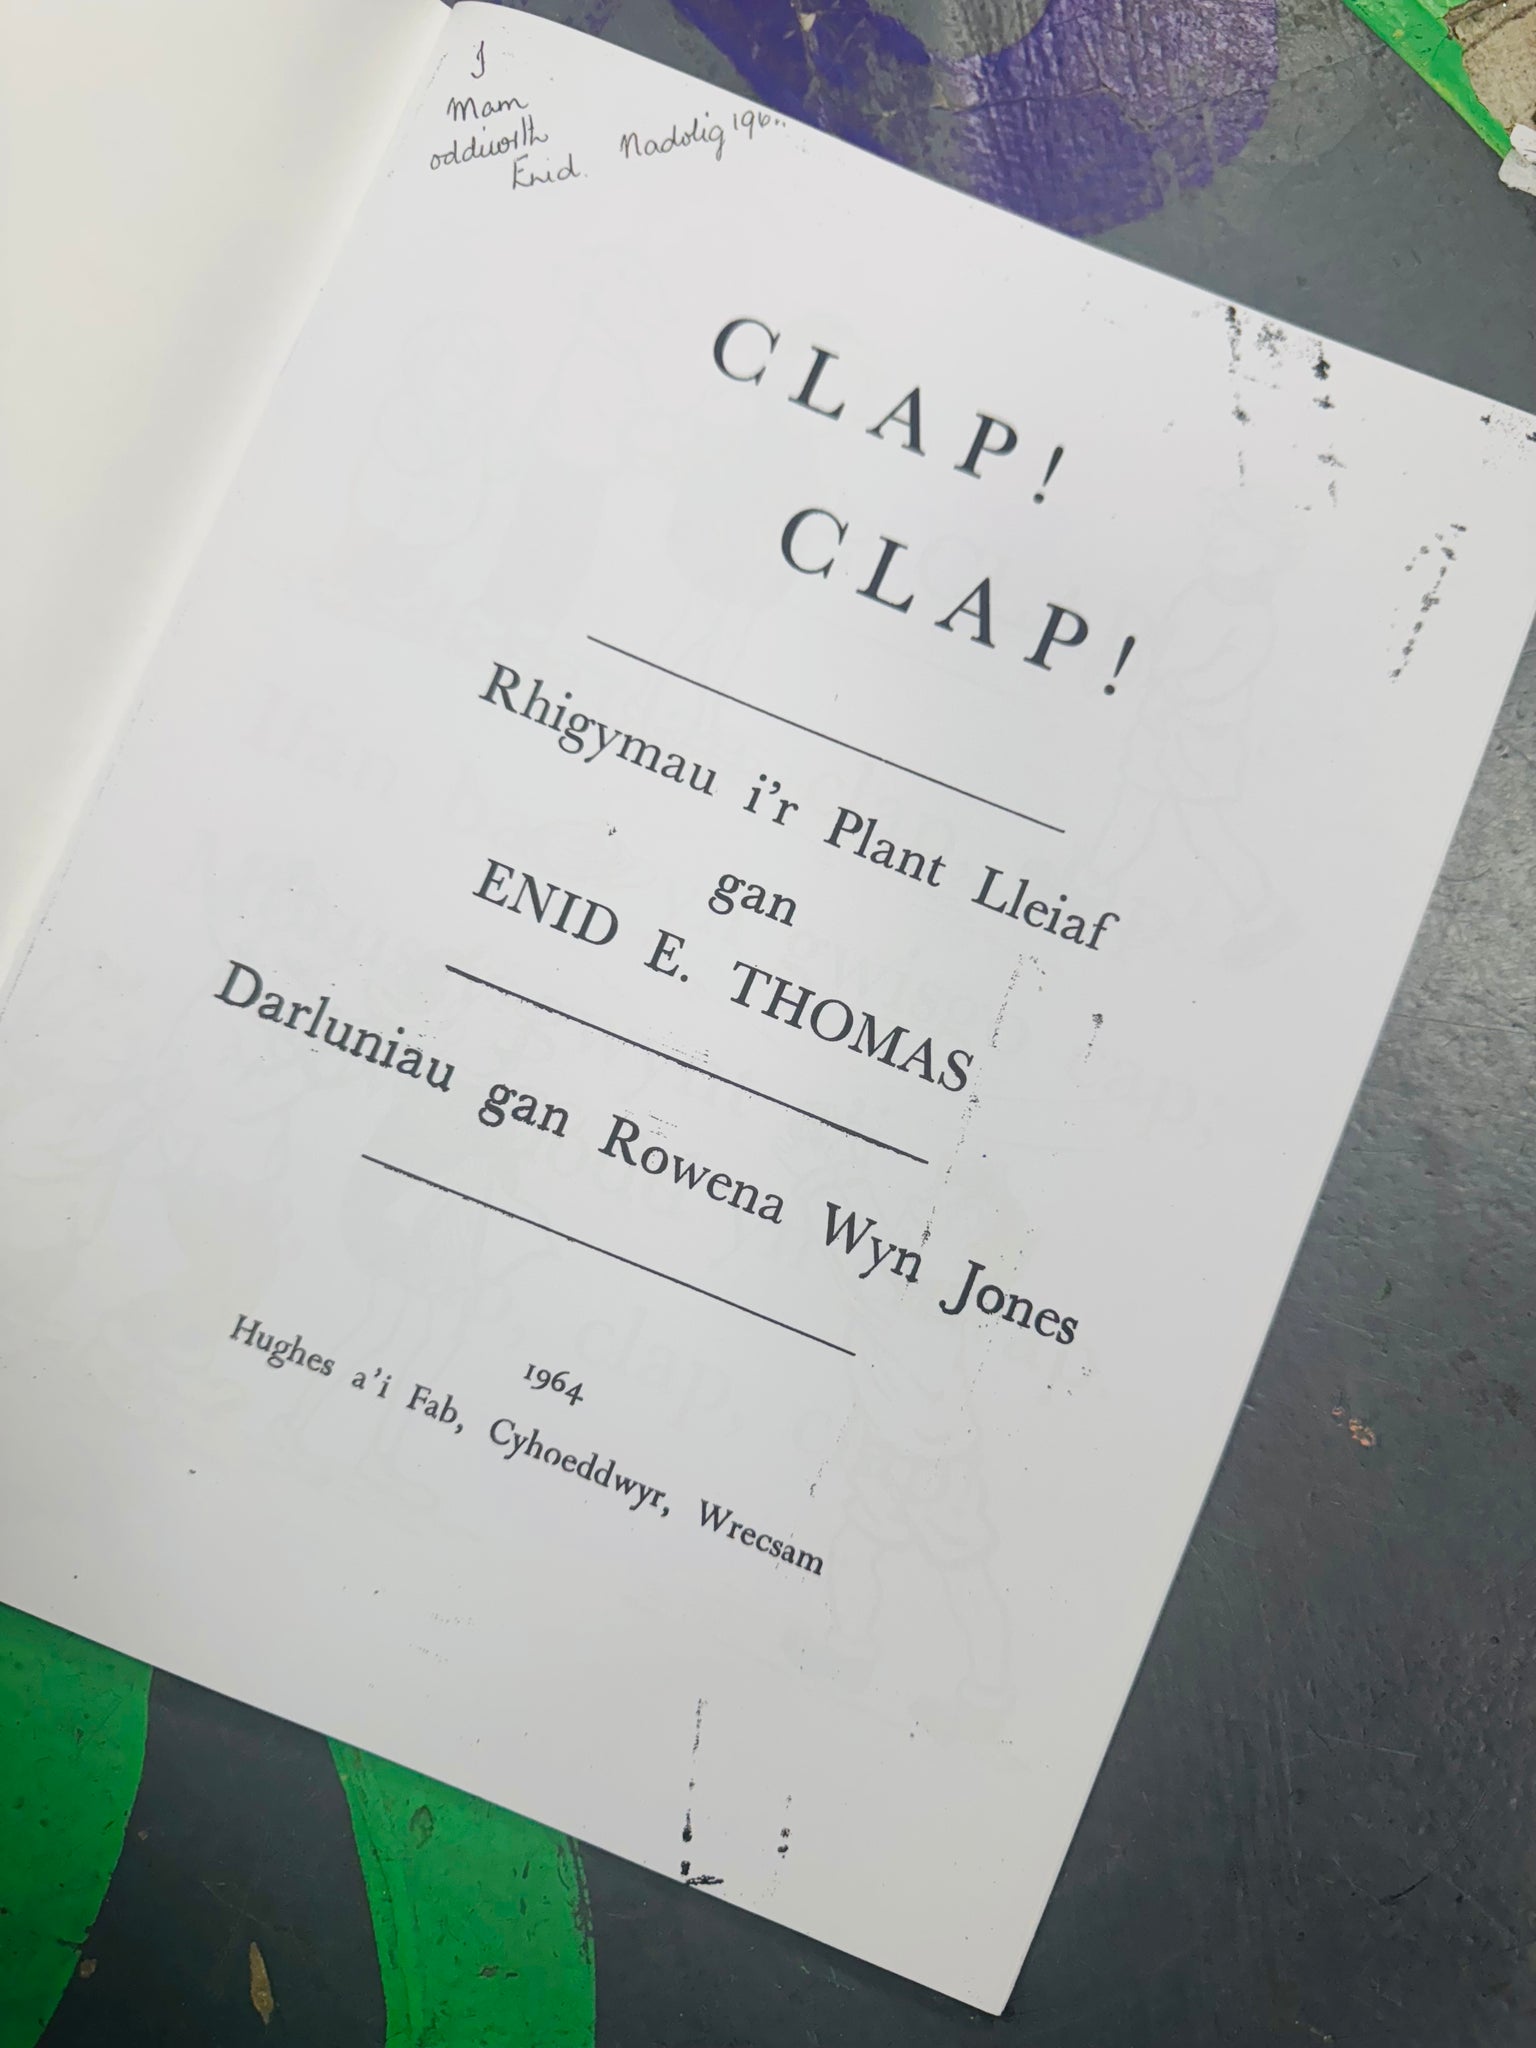 I
Mam
oddiwrth
Enid. Nadolig
CLAP!
CLAP!
Rhigymau i'r Plant Lleiaf
gan
ENID E. THOMAS
Darluniau gan Rowena Wyn Jones
1964
Hughes a'i Fab, Cyhoeddwyr, Wrecsam